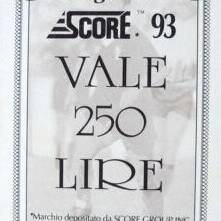 SCORE.™ 93
VALE
250
LIRE
*Marchio depositato da SCORE GROUP INC